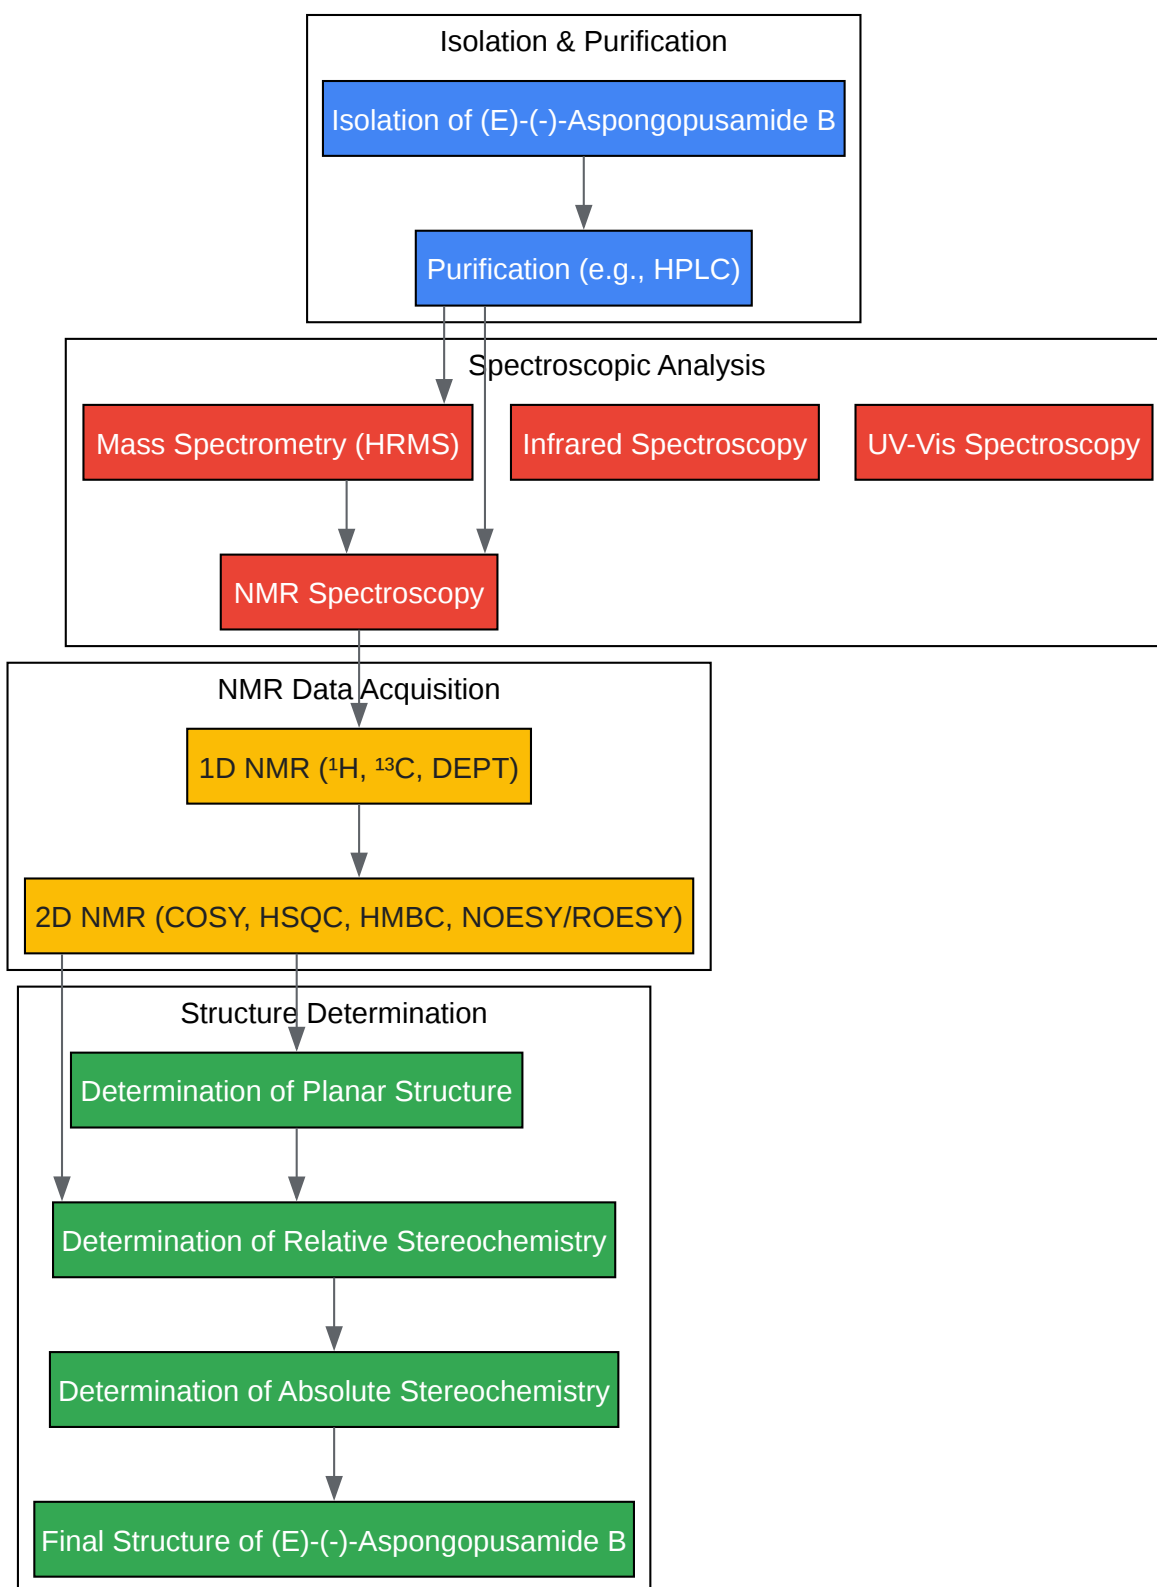 Isolation & Purification
Isolation of (E)-(-)-Aspongopusamide B
Purification (e.g., HPLC)
Spectroscopic Analysis
Mass Spectrometry (HRMS)
Infrared Spectroscopy
UV-Vis Spectroscopy
NMR Spectroscopy
NMR Data Acquisition
1D NMR (¹H, ¹³C, DEPT)
2D NMR (COSY, HSQC, HMBC, NOESY/ROESY)
Structure Determination
Determination of Planar Structure
Determination of Relative Stereochemistry
Determination of Absolute Stereochemistry
Final Structure of (E)-(-)-Aspongopusamide B